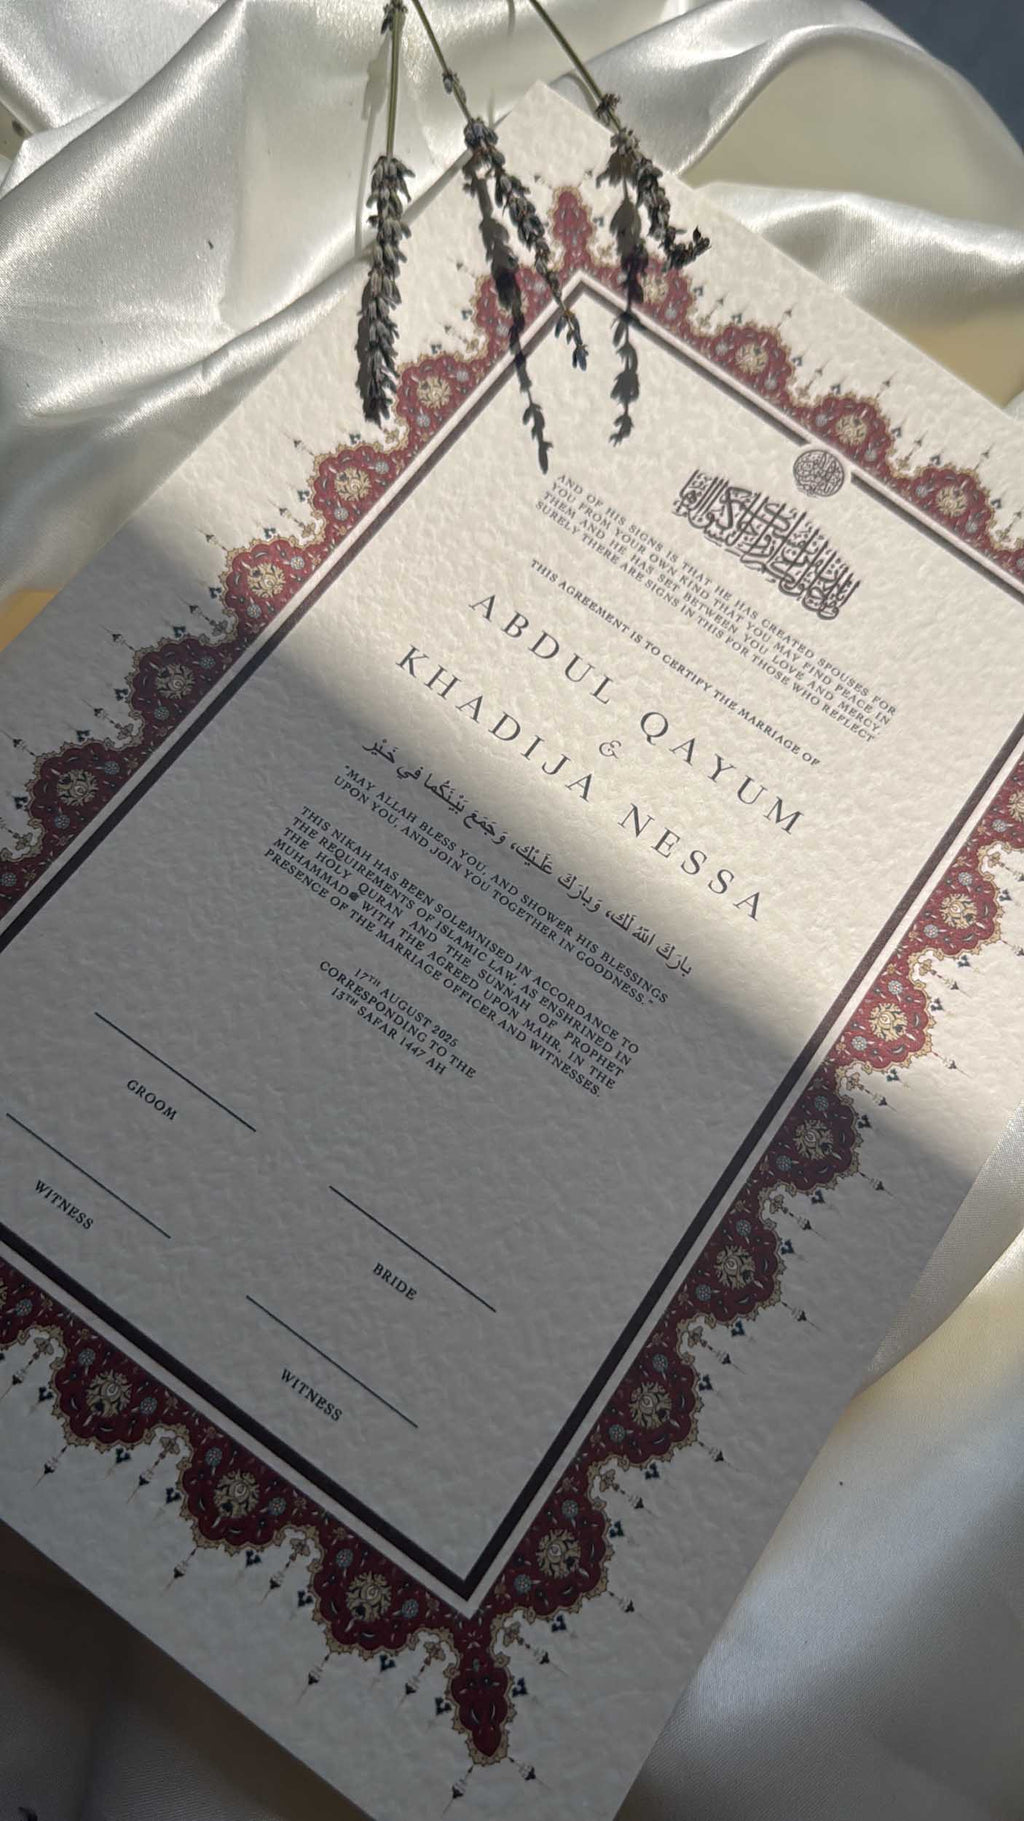 AND OF HIS SIGNS IS THAT HE HAS CREATED SPOUSES FOR
YOU FROM YOUR OWN KIND THAT YOU MAY FIND PEACE IN
THEM AND HE HAS SET BETWEEN YOU LOVE AND MERCY.
SURELY THERE ARE SIGNS IN THIS FOR THOSE WHO REFLECT
THIS AGREEMENT IS TO CERTIFY THE MARRIAGE OF
ABDUL QAYUM
&
KHADIJA NESSA
بارَكَ اللهُ لَكَ، وَبارَكَ عَلَيْكَ، وَجَمَعَ بَيْنَكُما في خَيْر
"MAY ALLAH BLESS YOU, AND SHOWER HIS BLESSINGS
UPON YOU, AND JOIN YOU TOGETHER IN GOODNESS."
THIS NIKAH HAS BEEN SOLEMNISED IN ACCORDANCE TO
THE REQUIREMENTS OF ISLAMIC LAW, AS ENSHRINED IN
THE HOLY QURAN AND THE SUNNAH OF PROPHET
MUHAMMADﷺ WITH THE AGREED UPON MAHR, IN THE
PRESENCE OF THE MARRIAGE OFFICER AND WITNESSES.
17TH AUGUST 2025
CORRESPONDING TO THE
13TH SAFAR 1447 AH
GROOM
BRIDE
WITNESS
WITNESS